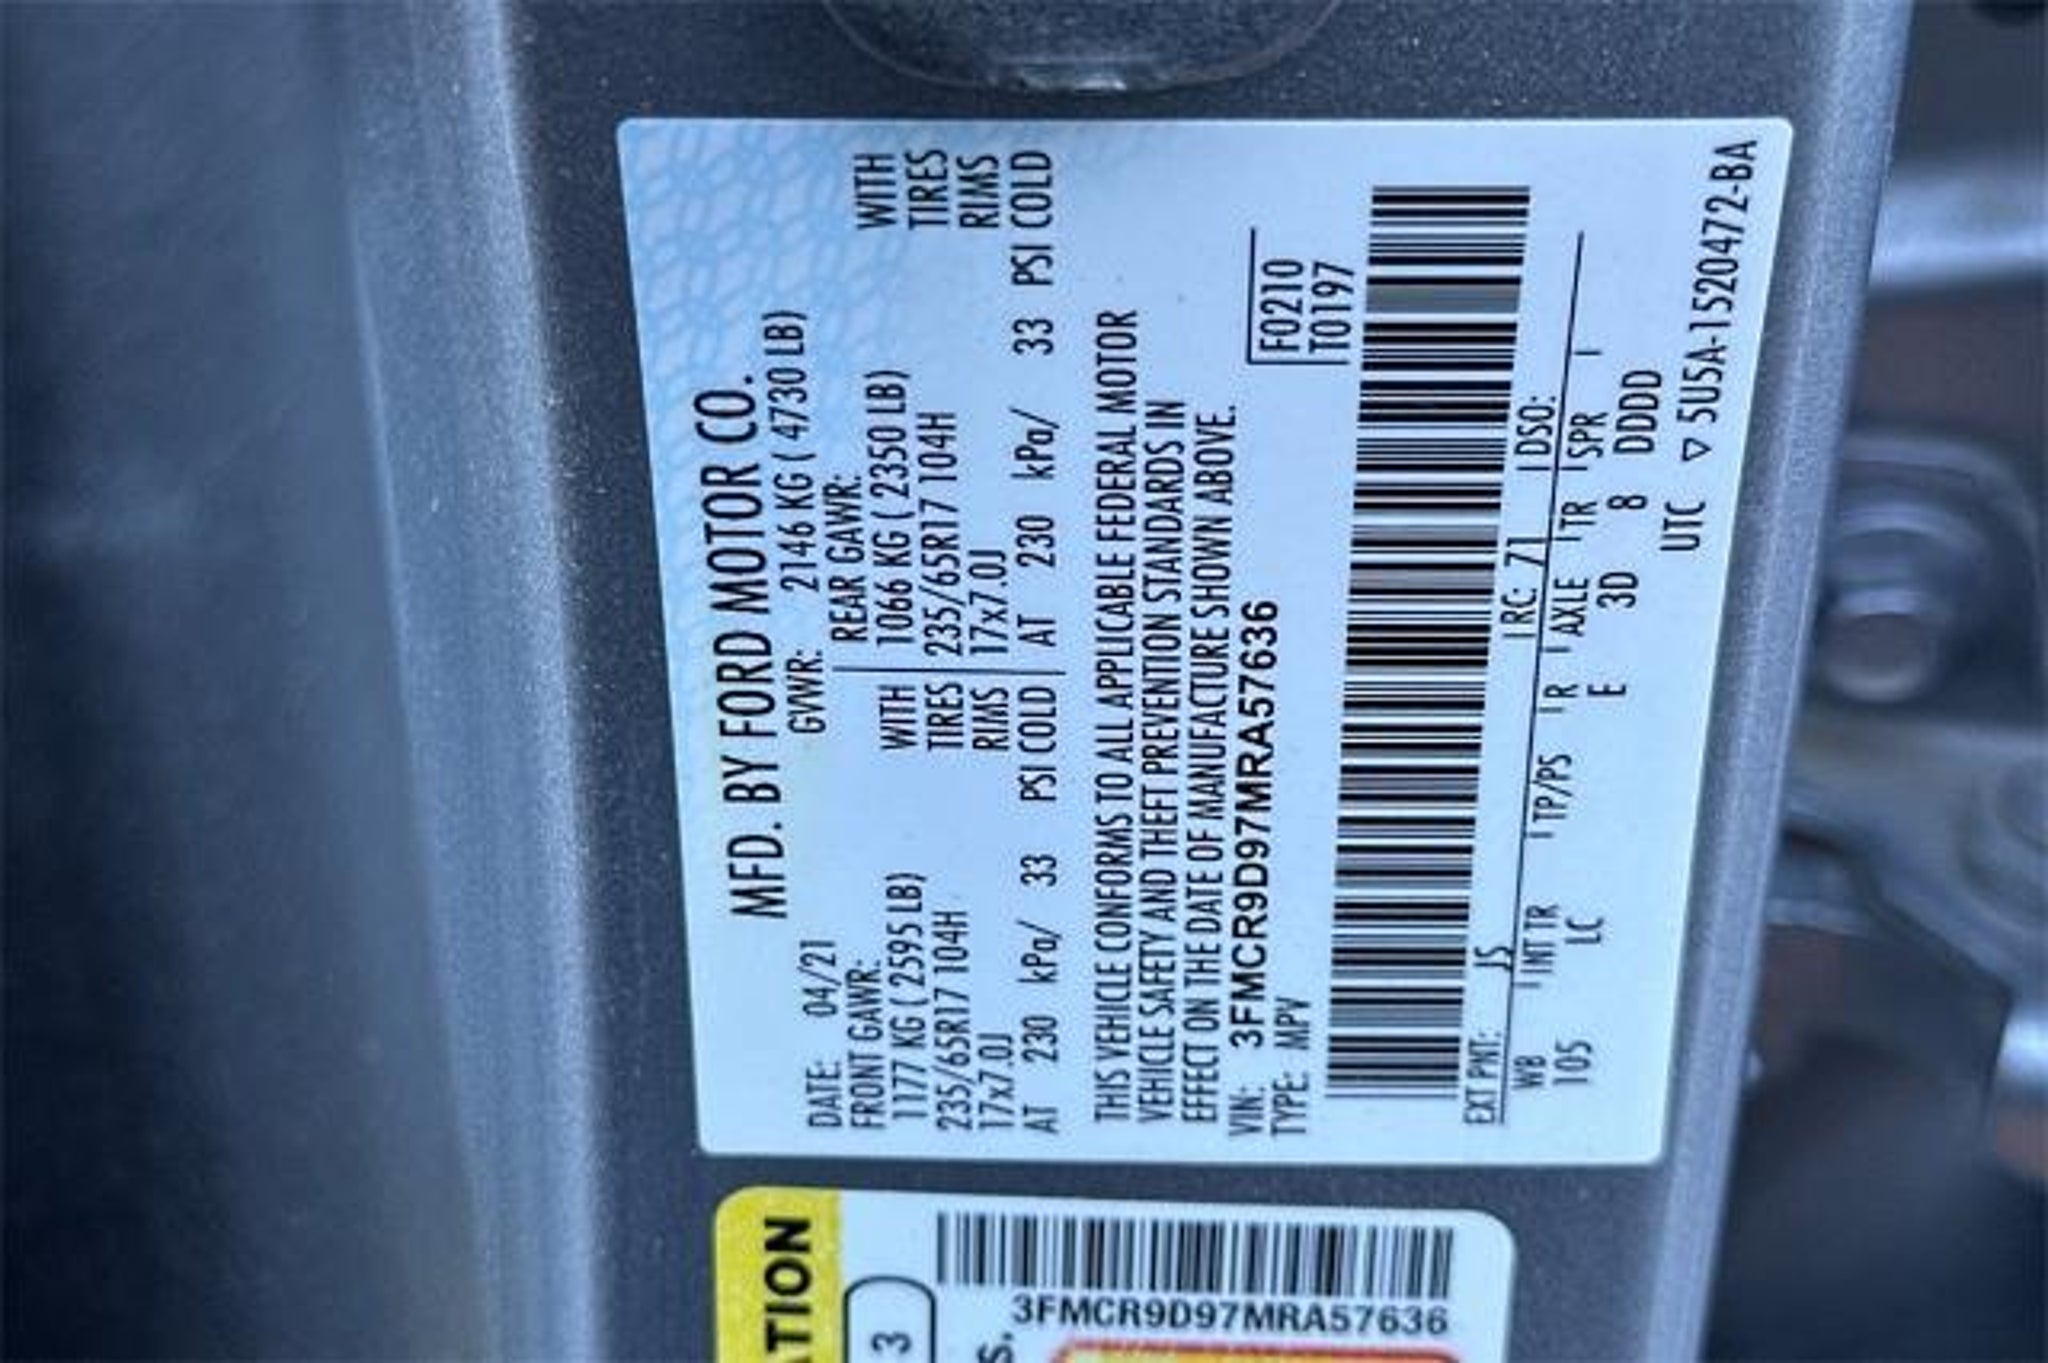 MFD. BY FORD MOTOR CO.
DATE: 04/21 GVWR: 2146 KG ( 4730 LB)
FRONT GAWR: REAR GAWR:
1177 KG ( 2595 LB) WITH 1066 KG ( 2350 LB) WITH
235/65R17 104H TIRES 235/65R17 104H TIRES
17x7.0J RIMS 17x7.0J RIMS
AT 230 kPa/ 33 PSI COLD AT 230 kPa/ 33 PSI COLD
THIS VEHICLE CONFORMS TO ALL APPLICABLE FEDERAL MOTOR
VEHICLE SAFETY AND THEFT PREVENTION STANDARDS IN
EFFECT ON THE DATE OF MANUFACTURE SHOWN ABOVE.
VIN: 3FMCR9D97MRA57636
TYPE: MPV
F0210
T0197
EXT PNT: JS RC: 71 DSO:
WB INT TR TP/PS R AXLE TR SPR
105 LC E 3D 8 DDDD
UTC ▽ 5U5A-1520472-BA
ATION
3
3FMCR9D97MRA57636